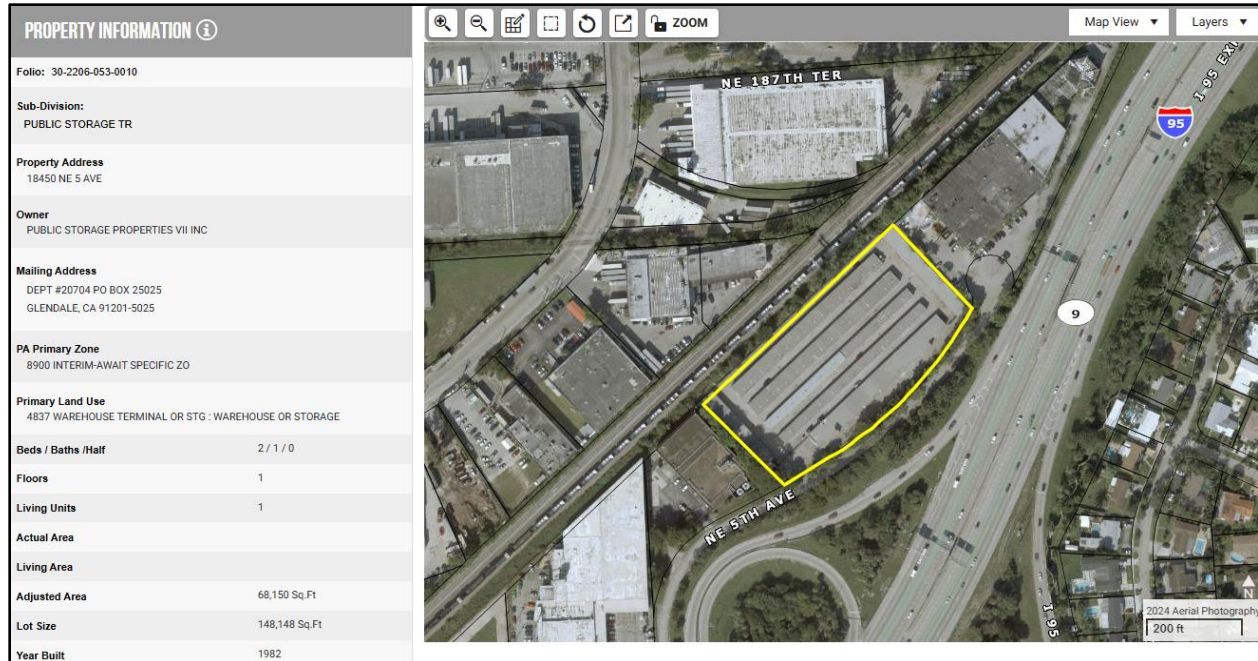 PROPERTY INFORMATION
Folio: 30-2206-053-0010
Sub-Division:
PUBLIC STORAGE TR
Property Address
18450 NE 5 AVE
Owner
PUBLIC STORAGE PROPERTIES VII INC
Mailing Address
DEPT #20704 PO BOX 25025
GLENDALE, CA 91201-5025
PA Primary Zone
8900 INTERIM-AWAIT SPECIFIC ZO
Primary Land Use
4837 WAREHOUSE TERMINAL OR STG : WAREHOUSE OR STORAGE
Beds / Baths /Half 2 / 1 / 0
Floors 1
Living Units 1
Actual Area
Living Area
Adjusted Area 68,150 Sq.Ft
Lot Size 148,148 Sq.Ft
Year Built 1982
ZOOM
Map View
Layers
NE 187TH TER
I 95 EX
95
9
NE 5TH AVE
I 95
N
2024 Aerial Photography
200 ft